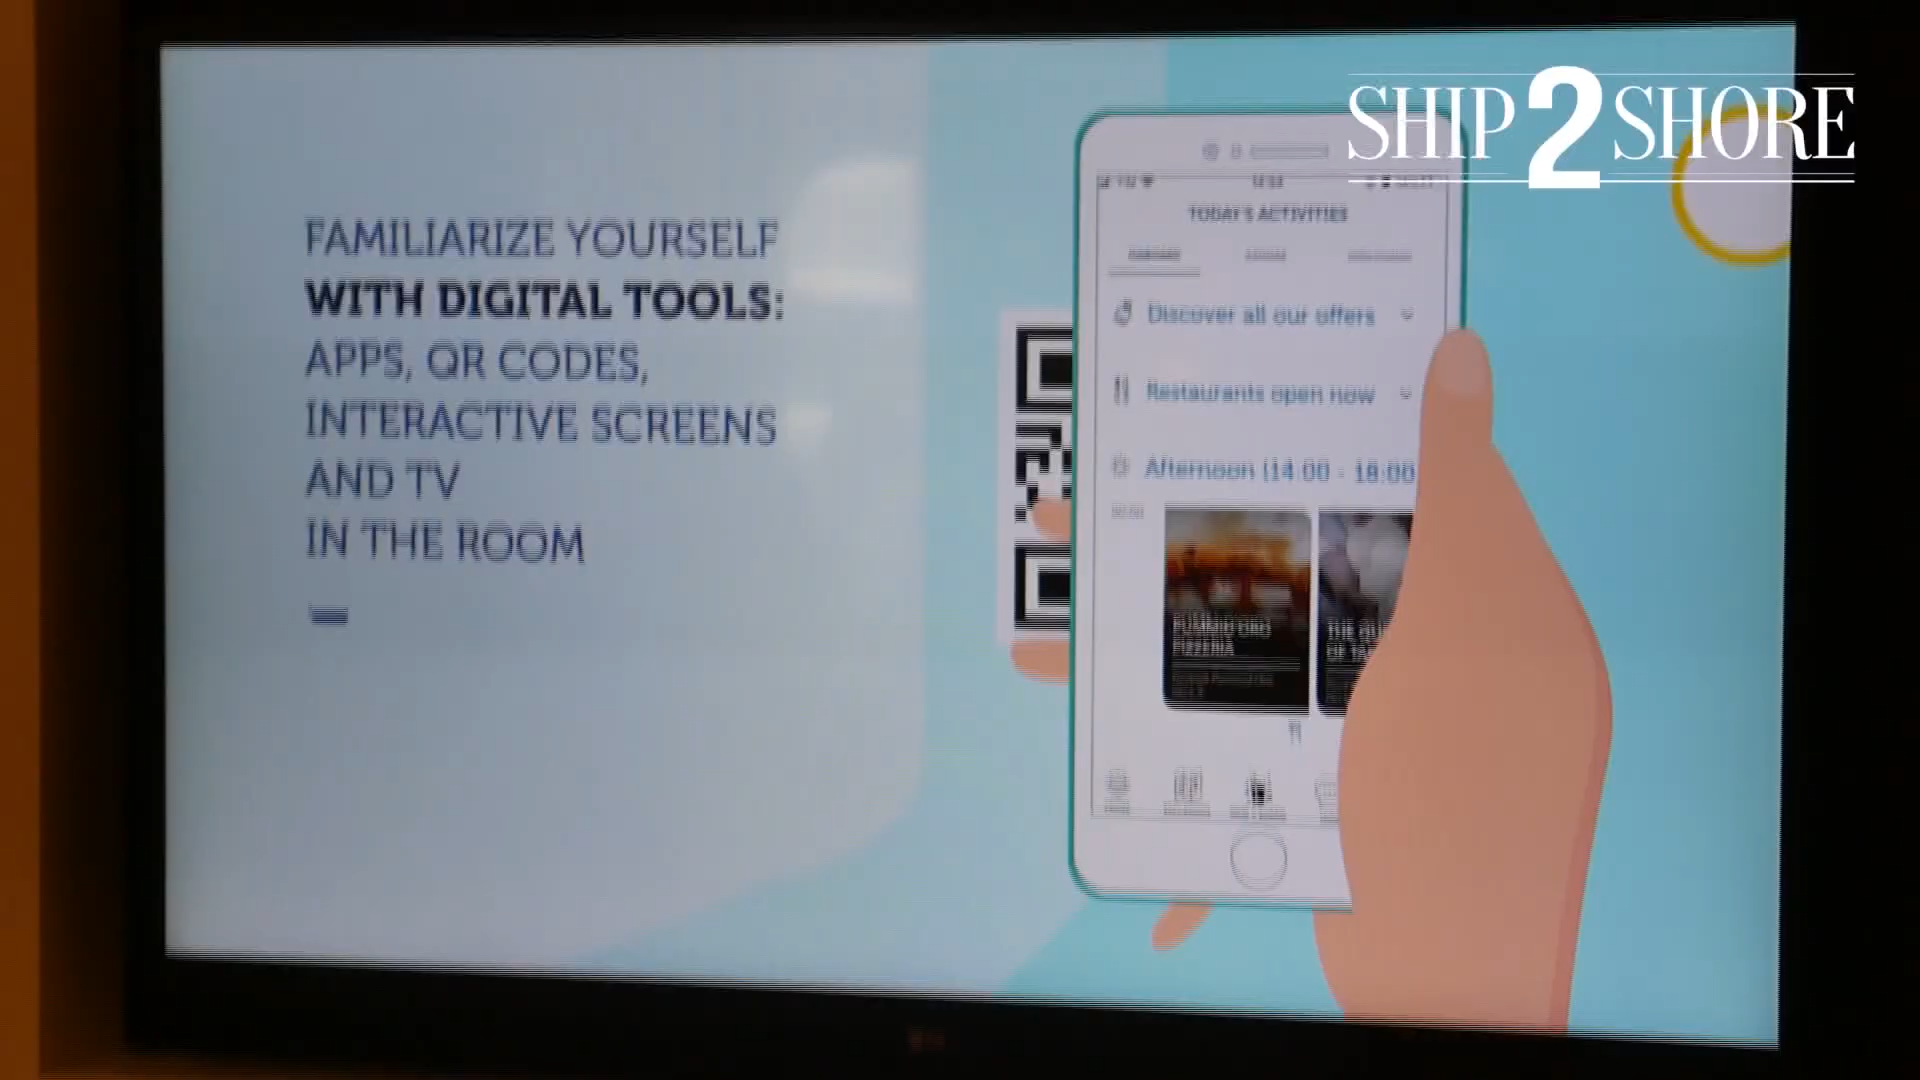 SHIP 2 SHORE
FAMILIARIZE YOURSELF
WITH DIGITAL TOOLS:
APPS, QR CODES,
INTERACTIVE SCREENS
AND TV
IN THE ROOM
TODAY'S ACTIVITIES
Discover all our offers
Restaurants open now
Afternoon (14:00 - 18:00
PIZZERIA
THE